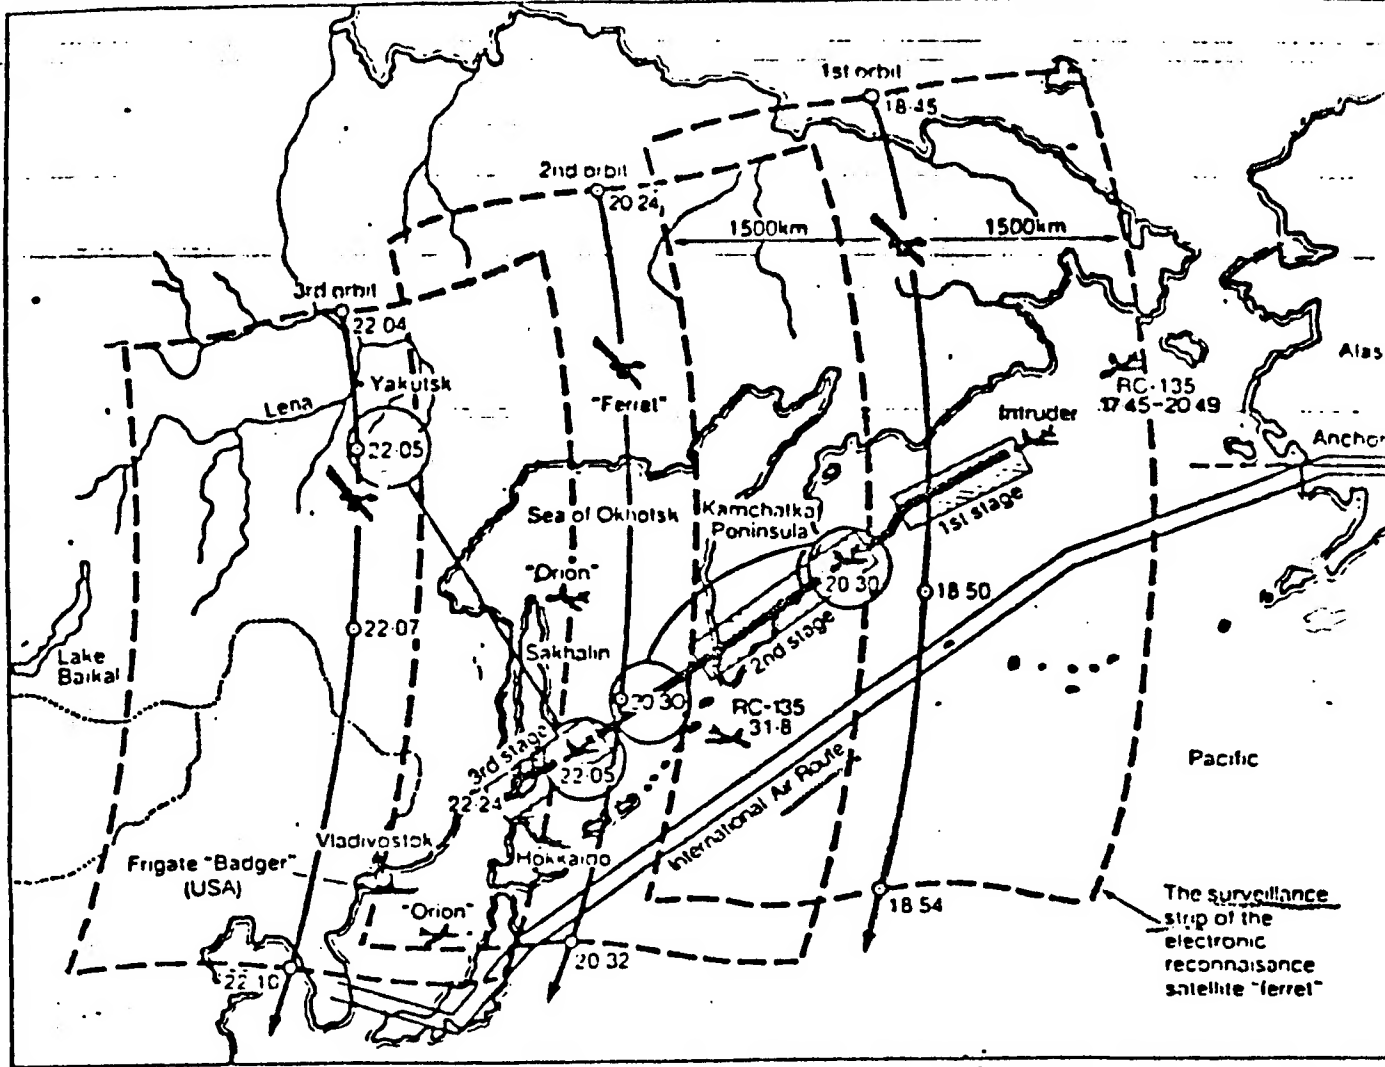 1st orbit
18·45
2nd orbit
20·24
1500km
1500km
3rd orbit
22·04
Yakutsk
Lena
"Ferret"
RC-135
17·45-20·49
Intruder
Alas
Anchor
22·05
Sea of Okhotsk
Kamchatka
Poninsula
1st stage
"Orion"
20·30
18·50
22·07
2nd stage
Lake
Baikal
Sakhalin
20·30
RC-135
31·8
3rd stage
22·05
22·24
International Air Route
Pacific
Vladivostok
Hokkaido
Frigate "Badger"
(USA)
"Orion"
18·54
The surveillance
strip of the
electronic
reconnaisance
satellite "ferret"
20·32
22·10